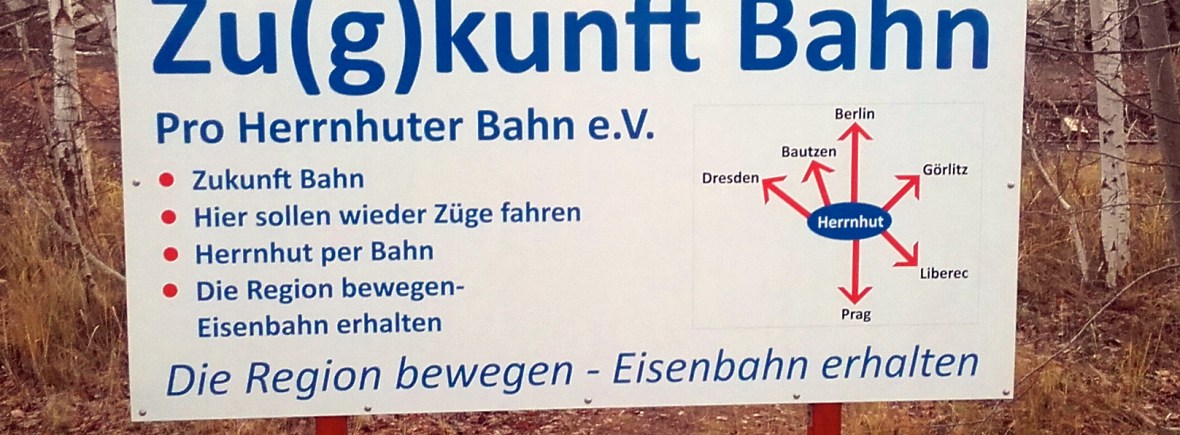 Zu(g)kunft Bahn
Pro Herrnhuter Bahn e.V.
• Zukunft Bahn
• Hier sollen wieder Züge fahren
• Herrnhut per Bahn
• Die Region bewegen-
Eisenbahn erhalten
Berlin
Bautzen
Dresden
Görlitz
Herrnhut
Liberec
Prag
Die Region bewegen - Eisenbahn erhalten